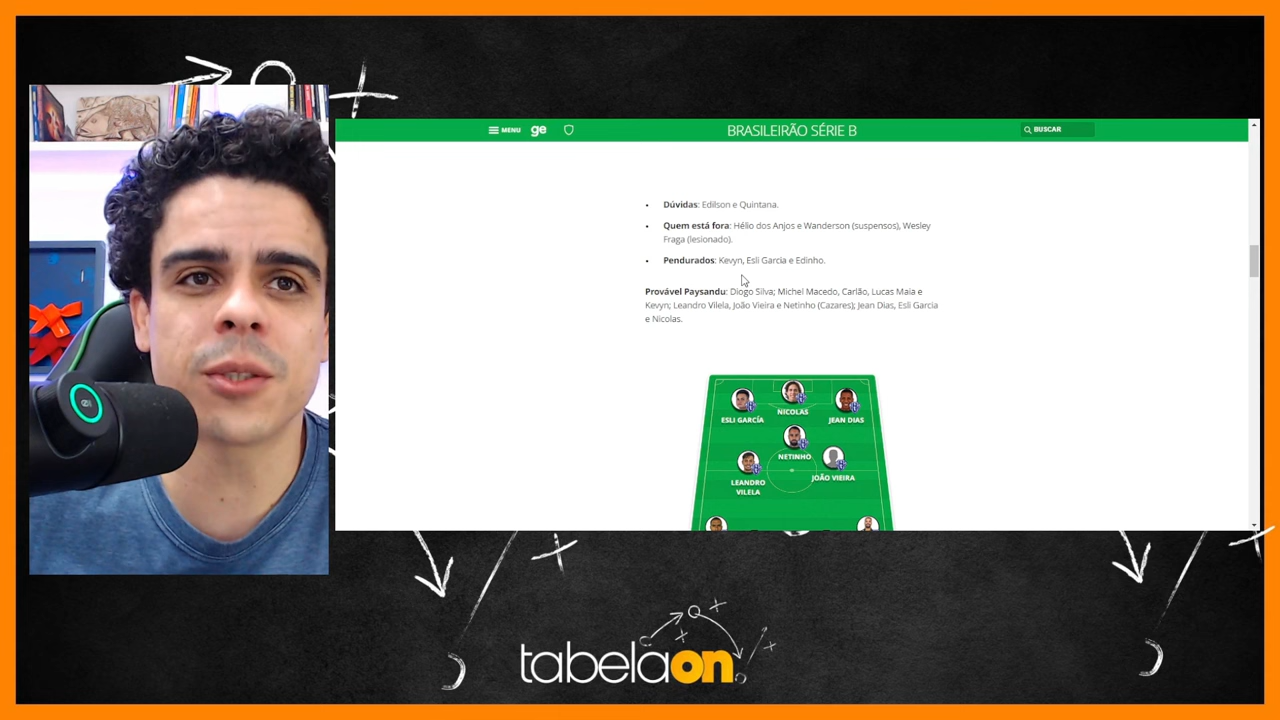 MENU ge BRASILEIRÃO SÉRIE B BUSCAR
Dúvidas: Edilson e Quintana.
Quem está fora: Hélio dos Anjos e Wanderson (suspensos), Wesley
Fraga (lesionado).
Pendurados: Kevyn, Esli Garcia e Edinho.
Provável Paysandu: Diogo Silva; Michel Macedo, Carlão, Lucas Maia e
Kevyn; Leandro Vilela, João Vieira e Netinho (Cazares); Jean Dias, Esli Garcia
e Nicolas.
ESLI GARCÍA NICOLAS JEAN DIAS
NETINHO
LEANDRO
VILELA
JOÃO VIEIRA
tabelaon